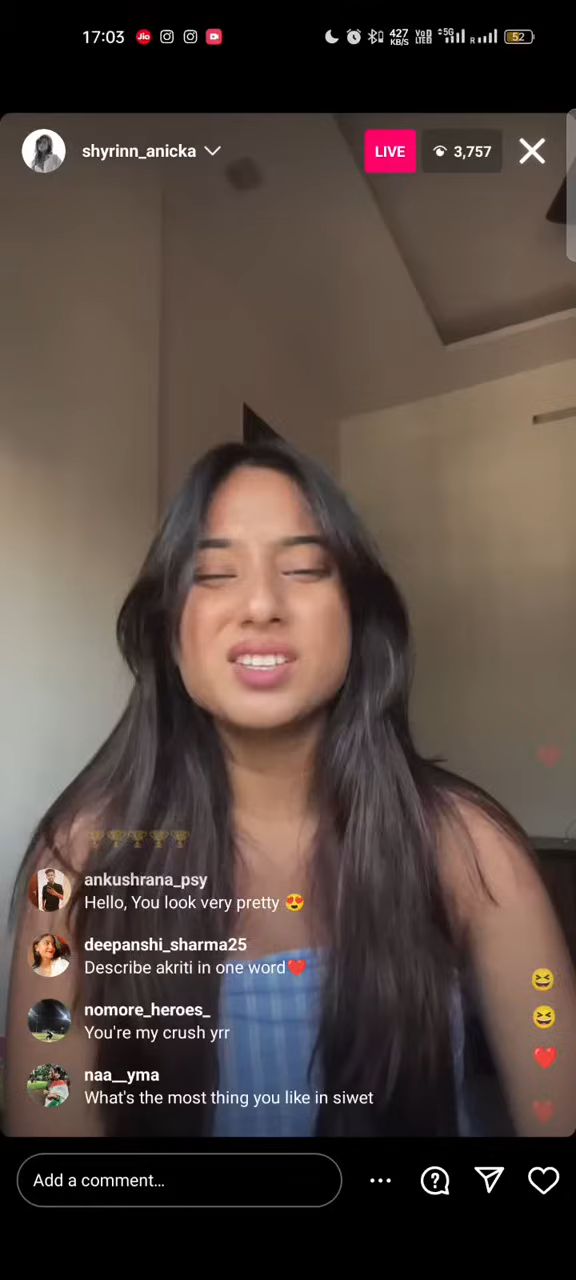 17:03
Jio
427
KB/S
Vo
LTE
5G
R
52
shyrinn_anicka
LIVE
3,757
ankushrana_psy
Hello, You look very pretty 😍
deepanshi_sharma25
Describe akriti in one word❤️
nomore_heroes_
You're my crush yrr
naa__yma
What's the most thing you like in siwet
Add a comment...